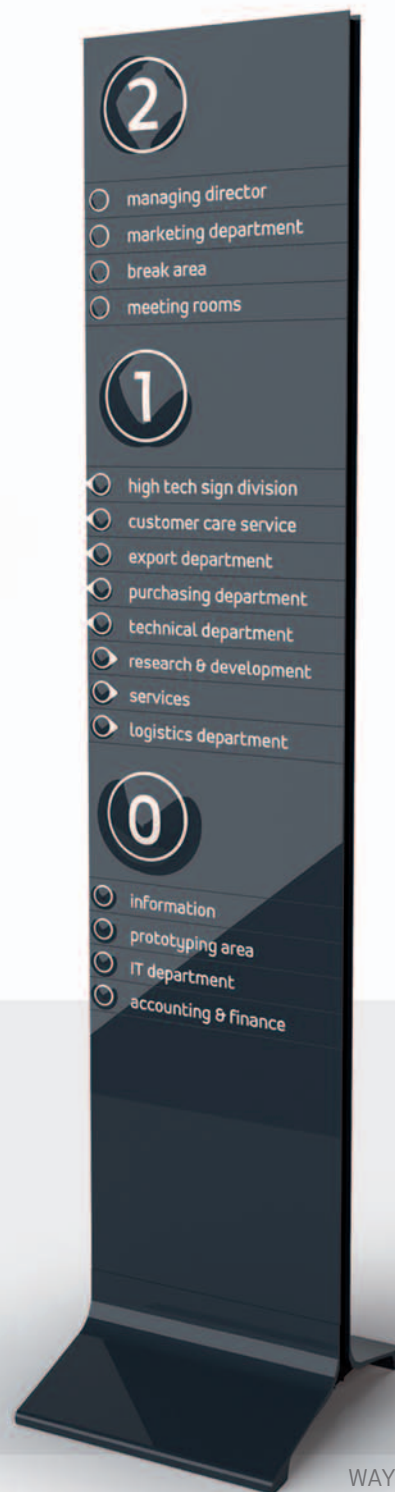 2
managing director
marketing department
break area
meeting rooms
1
high tech sign division
customer care service
export department
purchasing department
technical department
research & development
services
logistics department
0
information
prototyping area
IT department
accounting & finance
WAY